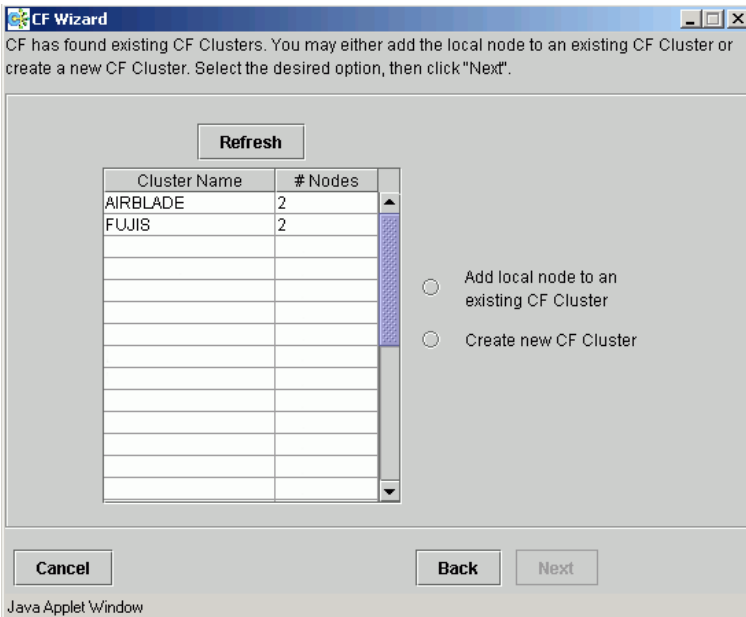 CF Wizard
CF has found existing CF Clusters. You may either add the local node to an existing CF Cluster or
create a new CF Cluster. Select the desired option, then click "Next".
Refresh
Cluster Name # Nodes
AIRBLADE 2
FUJIS 2
Add local node to an
existing CF Cluster
Create new CF Cluster
Cancel Back Next
Java Applet Window